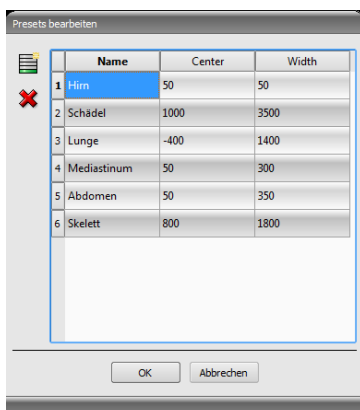 Presets bearbeiten
Name Center Width
1 Hirn 50 50
2 Schädel 1000 3500
3 Lunge -400 1400
4 Mediastinum 50 300
5 Abdomen 50 350
6 Skelett 800 1800
OK Abbrechen